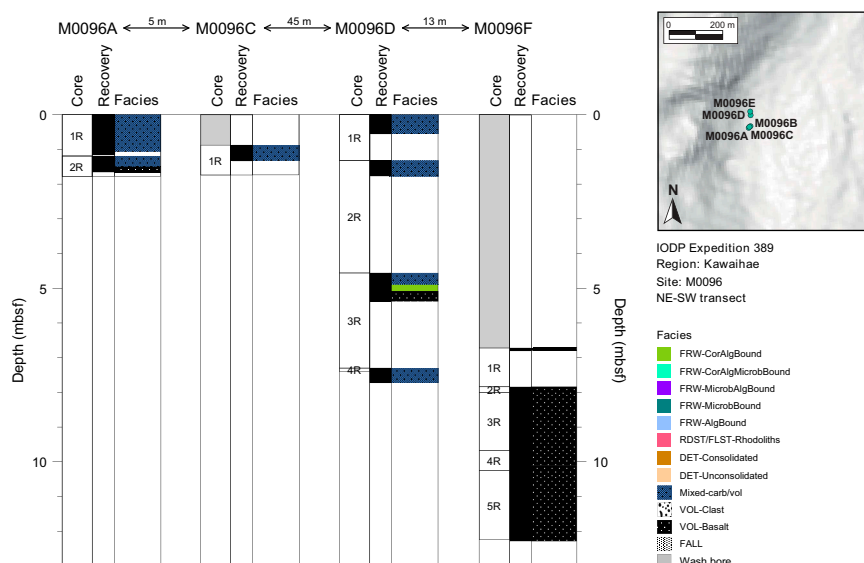 M0096A 5 m M0096C 45 m M0096D 13 m M0096F
Core Recovery Facies Core Recovery Facies Core Recovery Facies Core Recovery Facies
0
5
10
Depth (mbsf)
1R
2R
1R
1R
2R
3R
4R
1R
2R
3R
4R
5R
0
5
10
Depth (mbsf)
0 200 m
M0096E
M0096D
M0096B
M0096A M0096C
N
IODP Expedition 389
Region: Kawaihae
Site: M0096
NE-SW transect
Facies
FRW-CorAlgBound
FRW-CorAlgMicrobBound
FRW-MicrobAlgBound
FRW-MicrobBound
FRW-AlgBound
RDST/FLST-Rhodoliths
DET-Consolidated
DET-Unconsolidated
Mixed-carb/vol
VOL-Clast
VOL-Basalt
FALL
Wash bore